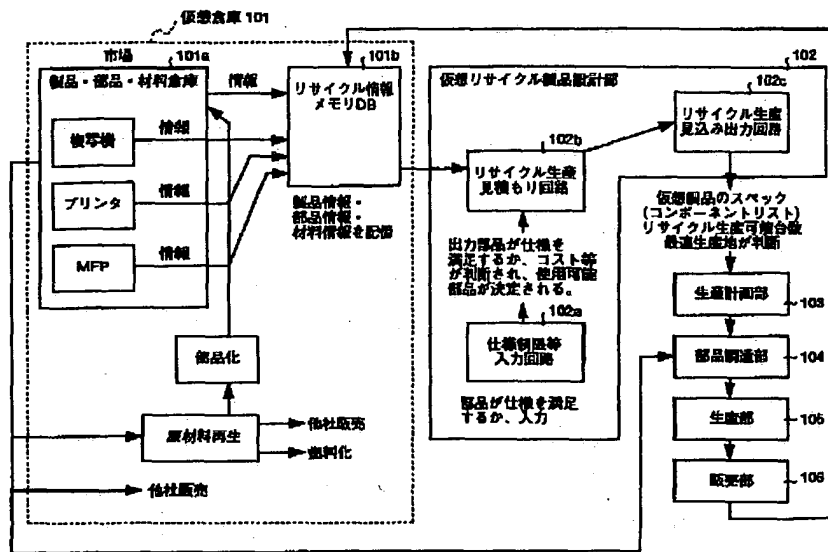 仮想倉庫 101
市場
101a
製品・部品・材料倉庫
複写機
プリンタ
MFP
情報
情報
情報
情報
101b
リサイクル情報
メモリDB
製品情報・
部品情報・
材料情報を記憶
部品化
原材料再生
他社販売
燃料化
他社販売
102
仮想リサイクル製品設計部
102c
リサイクル生産
見込み出力回路
102b
リサイクル生産
見積もり回路
出力部品が仕様を
満足するか、コスト等
が判断され、使用可能
部品が決定される。
102a
仕様制限等
入力回路
部品が仕様を満足
するか、入力
仮想製品のスペック
(コンポーネントリスト)
リサイクル生産可能台数
最適生産地が判断
生産計画部
103
部品調達部
104
生産部
105
販売部
106